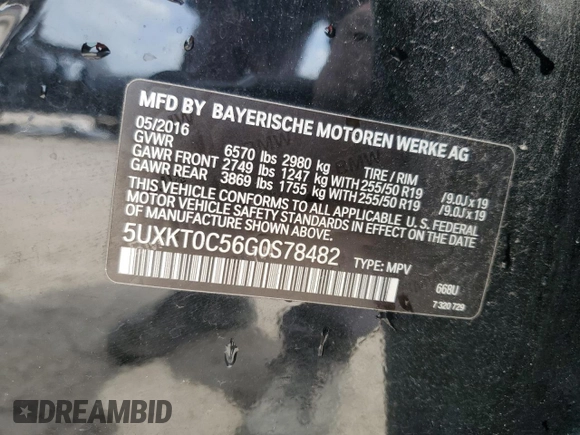 MFD BY BAYERISCHE MOTOREN WERKE AG
05/2016
GVWR 6570 lbs 2980 kg TIRE / RIM
GAWR FRONT 2749 lbs 1247 kg WITH 255/50 R19 /9.0J x 19
GAWR REAR 3869 lbs 1755 kg WITH 255/50 R19 /9.0J x 19
THIS VEHICLE CONFORMS TO ALL APPLICABLE U.S. FEDERAL
MOTOR VEHICLE SAFETY STANDARDS IN EFFECT ON THE DATE
OF MANUFACTURE SHOWN ABOVE.
5UXKT0C56G0S78482 TYPE: MPV
668U
7 320 729
DREAMBID